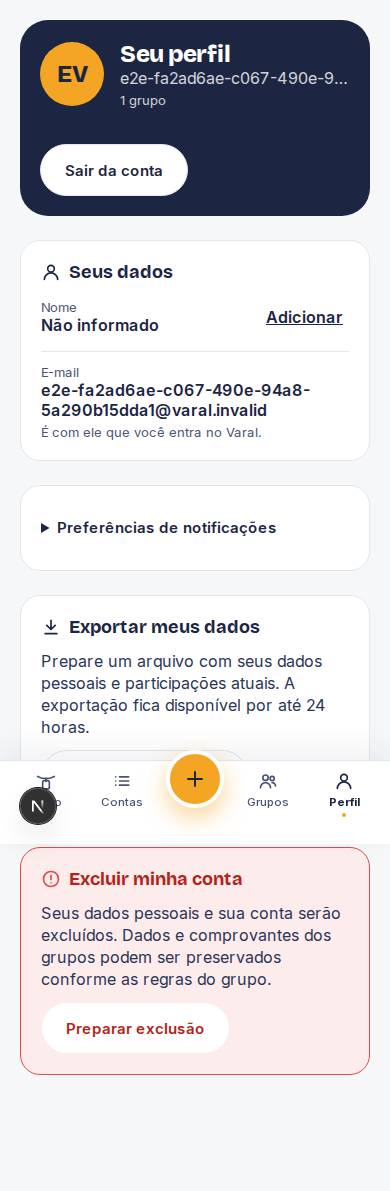 EV
Seu perfil
e2e-fa2ad6ae-c067-490e-9...
1 grupo
Sair da conta
Seus dados
Nome
Não informado
Adicionar
E-mail
e2e-fa2ad6ae-c067-490e-94a8-
5a290b15dda1@varal.invalid
É com ele que você entra no Varal.
Preferências de notificações
Exportar meus dados
Prepare um arquivo com seus dados
pessoais e participações atuais. A
exportação fica disponível por até 24
horas.
N
Contas
Grupos
Perfil
Excluir minha conta
Seus dados pessoais e sua conta serão
excluídos. Dados e comprovantes dos
grupos podem ser preservados
conforme as regras do grupo.
Preparar exclusão